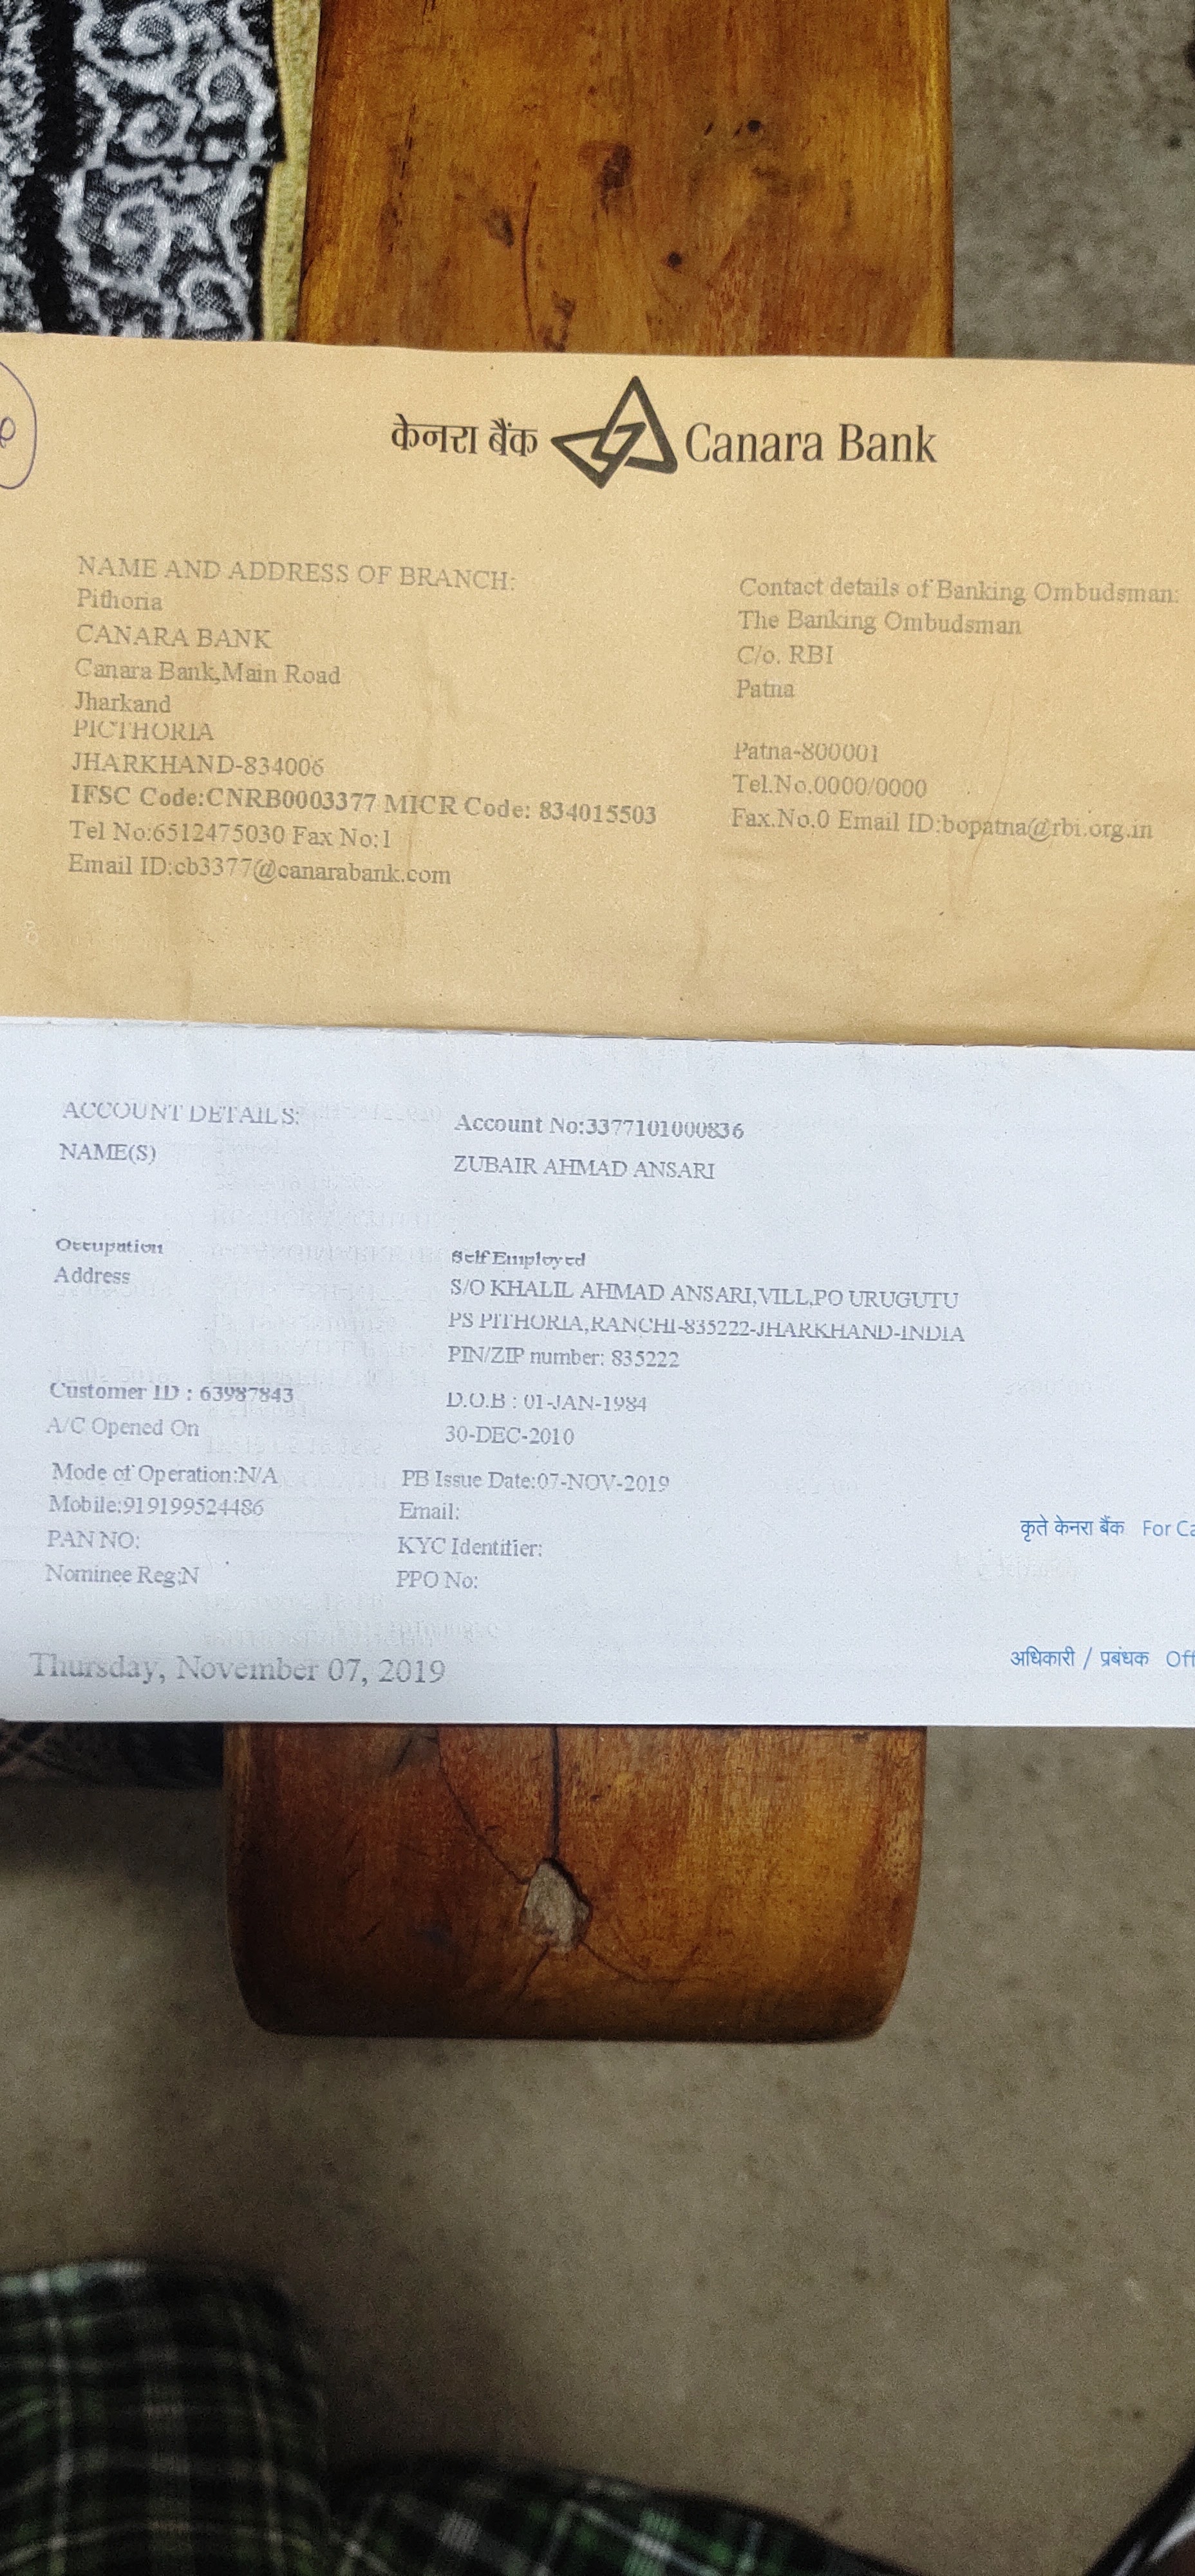 केनरा बैंक Canara Bank
NAME AND ADDRESS OF BRANCH:
Pithoria
CANARA BANK
Canara Bank,Main Road
Jharkand
PICTHORIA
JHARKHAND-834006
IFSC Code:CNRB0003377 MICR Code: 834015503
Tel No:6512475030 Fax No:1
Email ID:cb3377@canarabank.com
Contact details of Banking Ombudsman:
The Banking Ombudsman
C/o. RBI
Patna
Patna-800001
Tel.No.0000/0000
Fax.No.0 Email ID:bopatna@rbi.org.in
ACCOUNT DETAILS: Account No:3377101000836
NAME(S) ZUBAIR AHMAD ANSARI
Occupation Self Employed
Address S/O KHALIL AHMAD ANSARI,VILL,PO URUGUTU
PS PITHORIA,RANCHI-835222-JHARKHAND-INDIA
PIN/ZIP number: 835222
Customer ID : 63987843 D.O.B : 01-JAN-1984
A/C Opened On 30-DEC-2010
Mode of Operation:N/A PB Issue Date:07-NOV-2019
Mobile:919199524486 Email:
PAN NO: KYC Identifier:
Nominee Reg:N PPO No:
कृते केनरा बैंक For
Thursday, November 07, 2019
अधिकारी / प्रबंधक